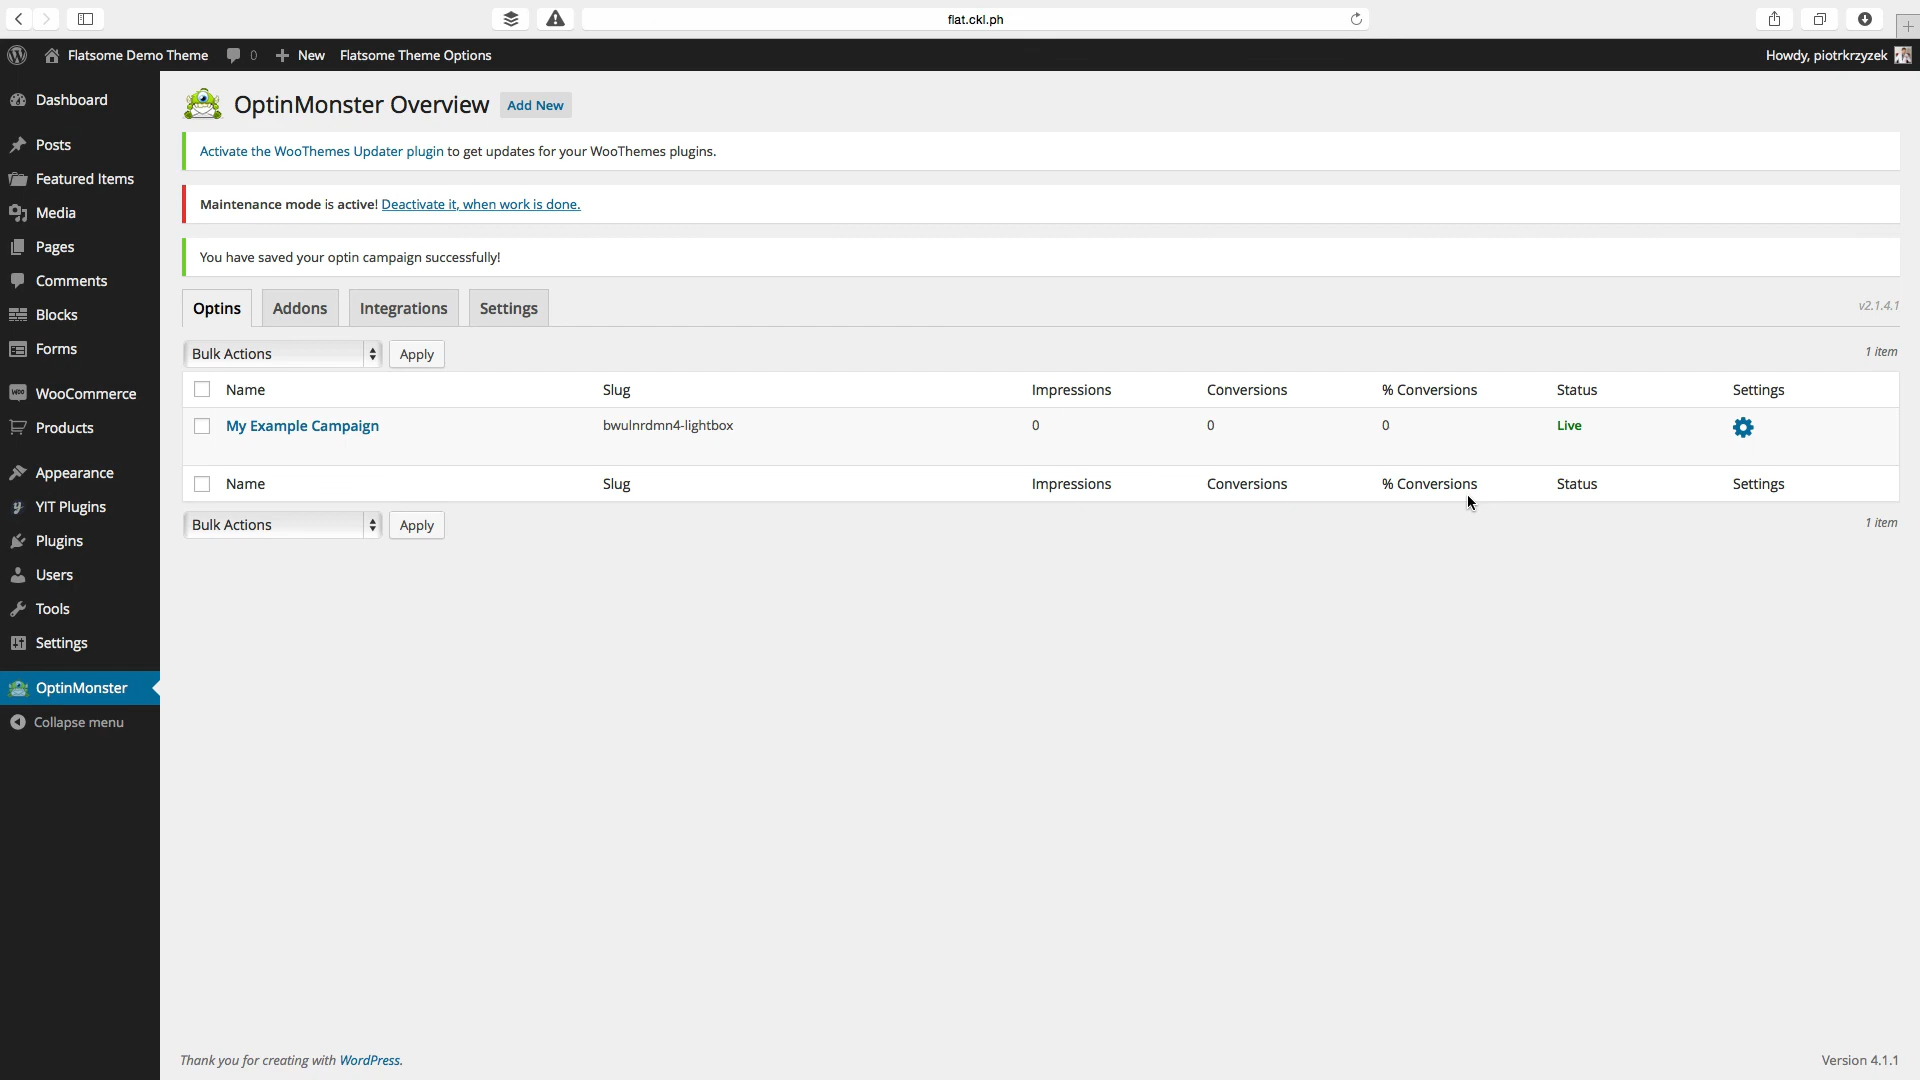 flat.ckl.ph
Flatsome Demo Theme 0 New Flatsome Theme Options Howdy, piotrkrzyzek
Dashboard
Posts
Featured Items
Media
Pages
Comments
Blocks
Forms
WooCommerce
Products
Appearance
YIT Plugins
Plugins
Users
Tools
Settings
OptinMonster
Collapse menu
OptinMonster Overview Add New
Activate the WooThemes Updater plugin to get updates for your WooThemes plugins.
Maintenance mode is active! Deactivate it, when work is done.
You have saved your optin campaign successfully!
Optins Addons Integrations Settings v2.1.4.1
Bulk Actions Apply 1 item
Name Slug Impressions Conversions % Conversions Status Settings
My Example Campaign bwulnrdmn4-lightbox 0 0 0 Live
Name Slug Impressions Conversions % Conversions Status Settings
Bulk Actions Apply 1 item
Thank you for creating with WordPress. Version 4.1.1